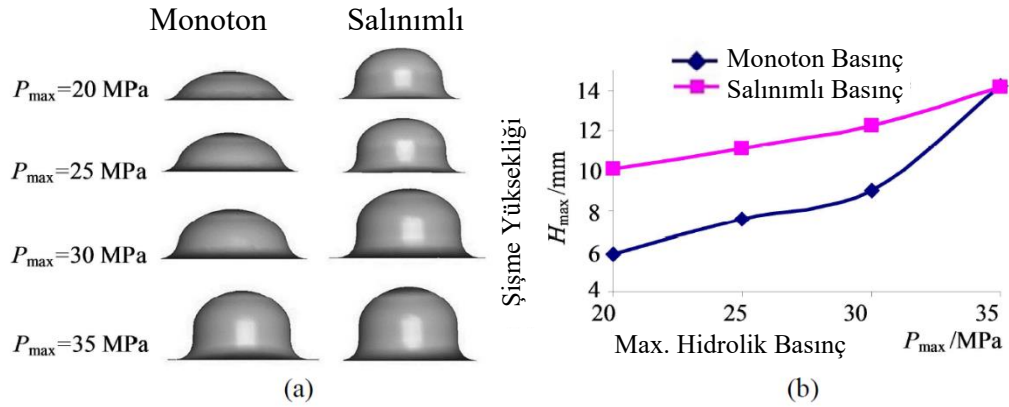 Monoton Salınımlı
Pmax=20 MPa
Pmax=25 MPa
Pmax=30 MPa
Pmax=35 MPa
(a)
Monoton Basınç
Salınımlı Basınç
Şişme Yüksekliği
Hmax /mm
14
12
10
8
6
4
20 25 30 35
Max. Hidrolik Basınç Pmax /MPa
(b)